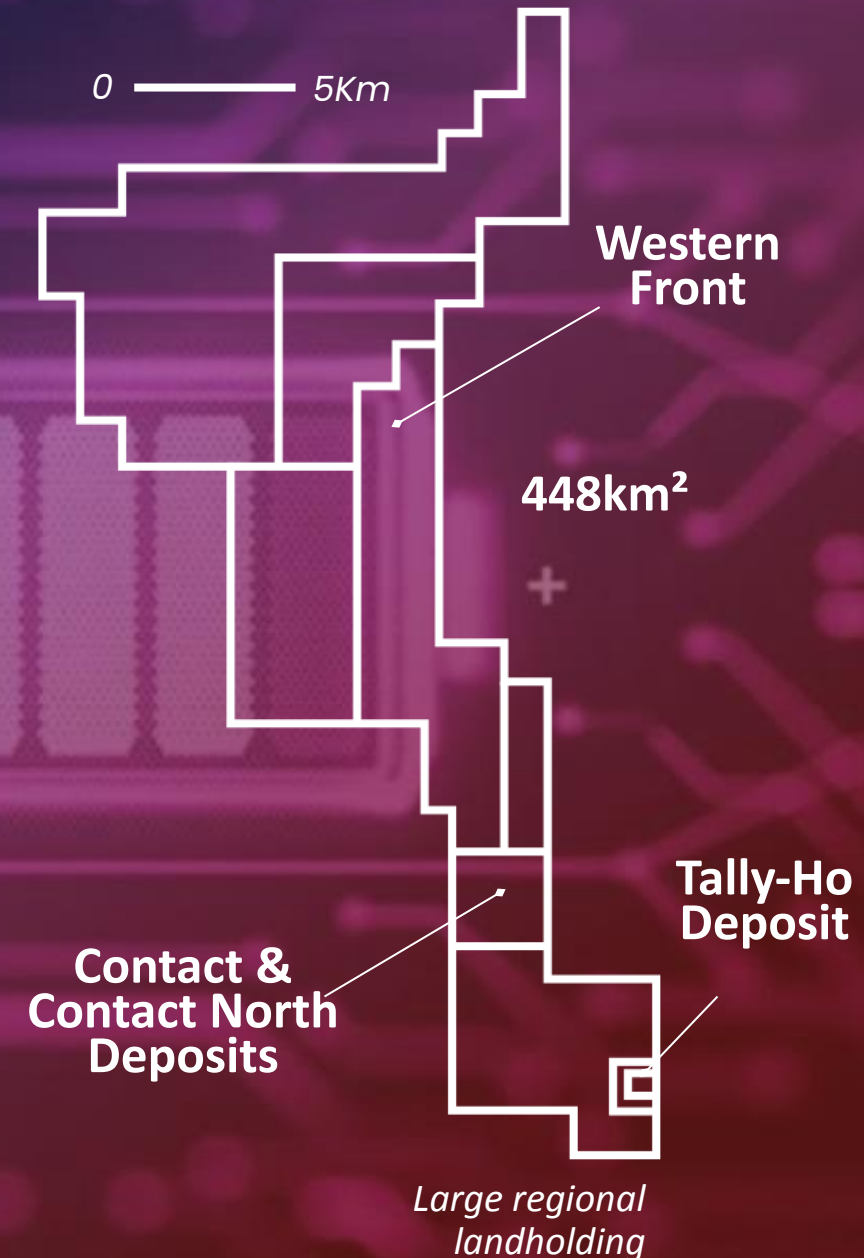 0 5Km
Western
Front
448km²
Tally-Ho
Deposit
Contact &
Contact North
Deposits
Large regional
landholding